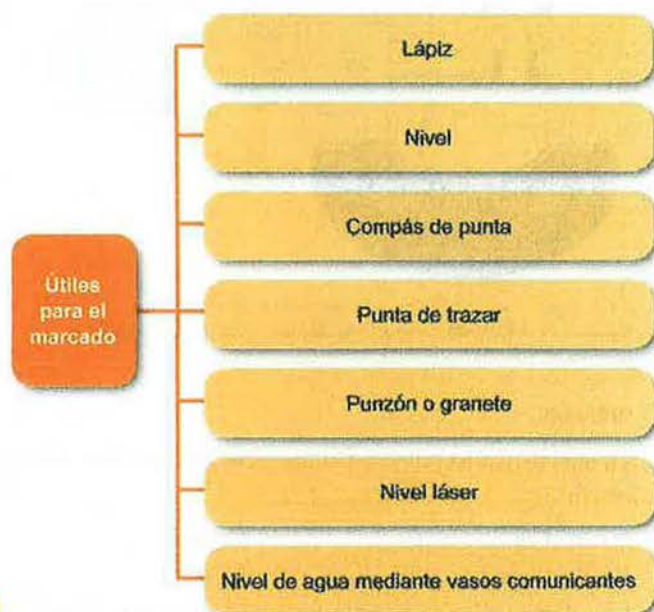 Lápiz
Nivel
Compás de punta
Útiles
para el
marcado
Punta de trazar
Punzón o granete
Nivel láser
Nivel de agua mediante vasos comunicantes